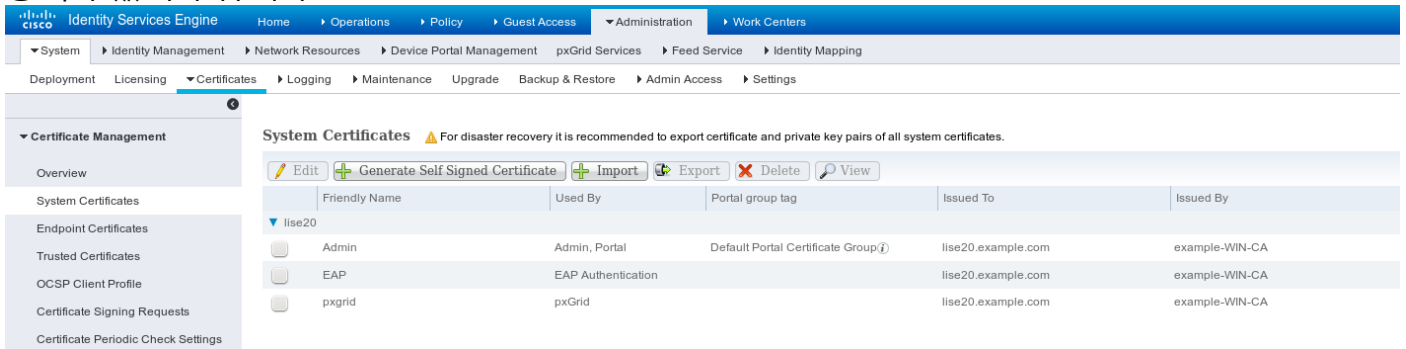 cisco Identity Services Engine Home Operations Policy Guest Access Administration Work Centers
System Identity Management Network Resources Device Portal Management pxGrid Services Feed Service Identity Mapping
Deployment Licensing Certificates Logging Maintenance Upgrade Backup & Restore Admin Access Settings
Certificate Management
Overview
System Certificates
Endpoint Certificates
Trusted Certificates
OCSP Client Profile
Certificate Signing Requests
Certificate Periodic Check Settings
System Certificates For disaster recovery it is recommended to export certificate and private key pairs of all system certificates.
Edit Generate Self Signed Certificate Import Export Delete View
Friendly Name Used By Portal group tag Issued To Issued By
lise20
Admin Admin, Portal Default Portal Certificate Group lise20.example.com example-WIN-CA
EAP EAP Authentication lise20.example.com example-WIN-CA
pxgrid pxGrid lise20.example.com example-WIN-CA